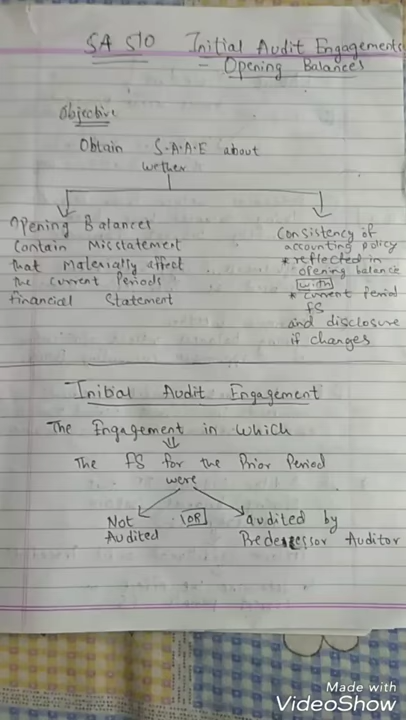 SA 510 Initial Audit Engagements
- Opening Balances
Objective
Obtain S.A.A.E about
wether
Opening Balances
contain Misstatement
that Materially affect
the current Periods
financial Statement
Consistency of
accounting policy
* reflected in
opening balance
with
* current period
FS
and disclosure
if changes
Initial Audit Engagement
The Engagement in which
The FS for the Prior Period
were
Not
Audited
OR
audited by
Predecessor Auditor
Made with
VideoShow